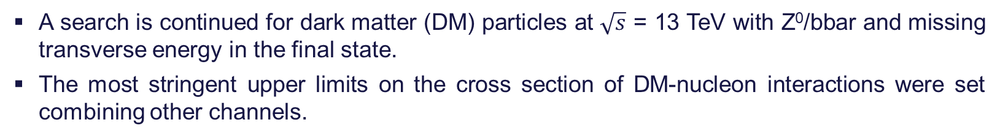 ▪ A search is continued for dark matter (DM) particles at √s = 13 TeV with Z⁰/bbar and missing
transverse energy in the final state.
▪ The most stringent upper limits on the cross section of DM-nucleon interactions were set
combining other channels.